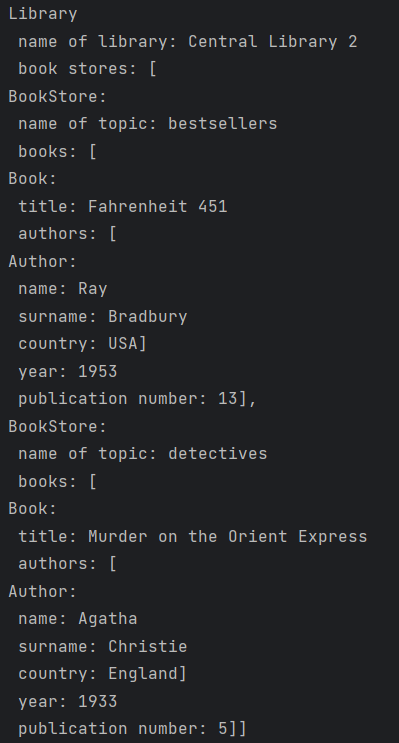 Library
name of library: Central Library 2
book stores: [
BookStore:
name of topic: bestsellers
books: [
Book:
title: Fahrenheit 451
authors: [
Author:
name: Ray
surname: Bradbury
country: USA]
year: 1953
publication number: 13],
BookStore:
name of topic: detectives
books: [
Book:
title: Murder on the Orient Express
authors: [
Author:
name: Agatha
surname: Christie
country: England]
year: 1933
publication number: 5]]